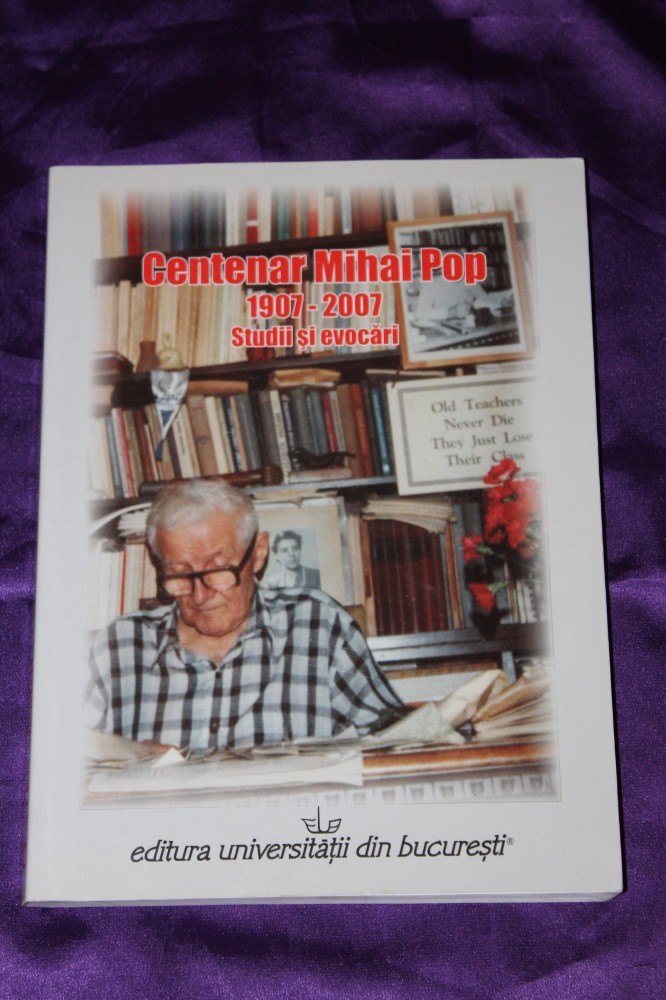 Centenar Mihai Pop
1907 - 2007
Studii şi evocări
Old Teachers
Never Die
They Just Lose
Their Class
editura universităţii din bucureşti®